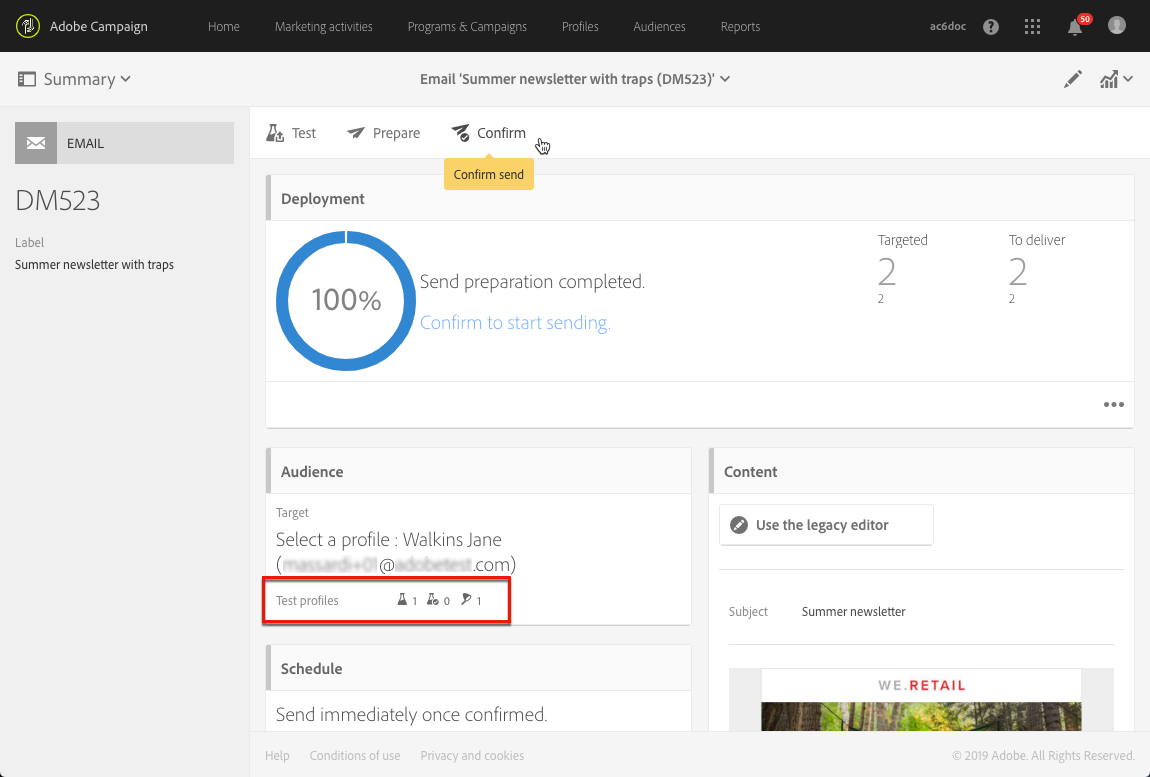 Adobe Campaign Home Marketing activities Programs & Campaigns Profiles Audiences Reports ac6doc ? 50
Summary Email 'Summer newsletter with traps (DM523)'
EMAIL
DM523
Label
Summer newsletter with traps
Test Prepare Confirm
Confirm send
Deployment
100%
Send preparation completed.
Confirm to start sending.
Targeted
2
2
To deliver
2
2
Audience
Target
Select a profile : Walkins Jane
(@.com)
Test profiles 1 0 1
Schedule
Send immediately once confirmed.
Content
Use the legacy editor
Subject Summer newsletter
WE.RETAIL
Help Conditions of use Privacy and cookies © 2019 Adobe. All Rights Reserved.